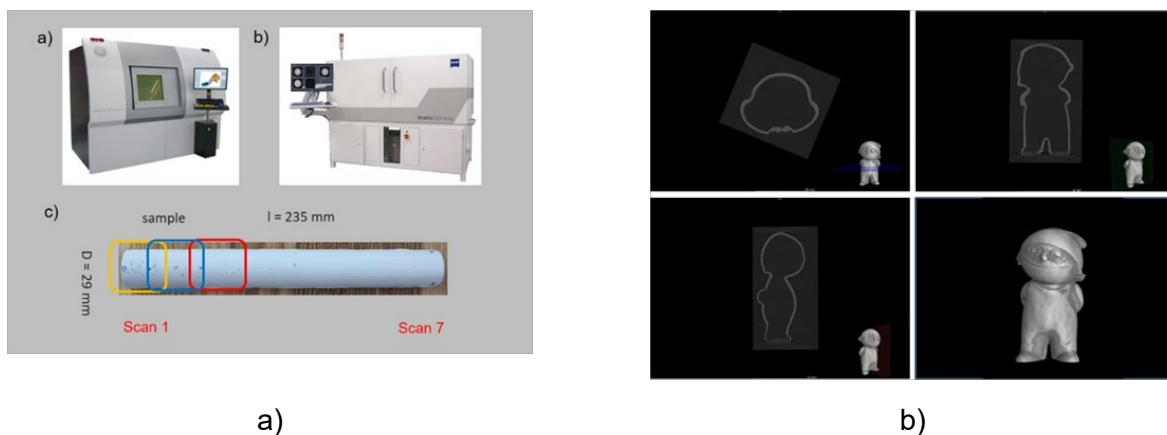 a)
b)
c)
sample
l = 235 mm
D = 29 mm
Scan 1
Scan 7
a)
b)